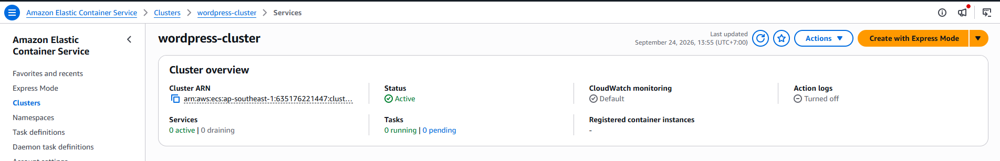 Amazon Elastic Container Service > Clusters > wordpress-cluster > Services
Amazon Elastic
Container Service
Favorites and recents
Express Mode
Clusters
Namespaces
Task definitions
Daemon task definitions
wordpress-cluster
Last updated
September 24, 2026, 13:55 (UTC+7:00)
Actions
Create with Express Mode
Cluster overview
Cluster ARN
arn:aws:ecs:ap-southeast-1:635176221447:clust...
Status
Active
CloudWatch monitoring
Default
Action logs
Turned off
Services
0 active | 0 draining
Tasks
0 running | 0 pending
Registered container instances
-